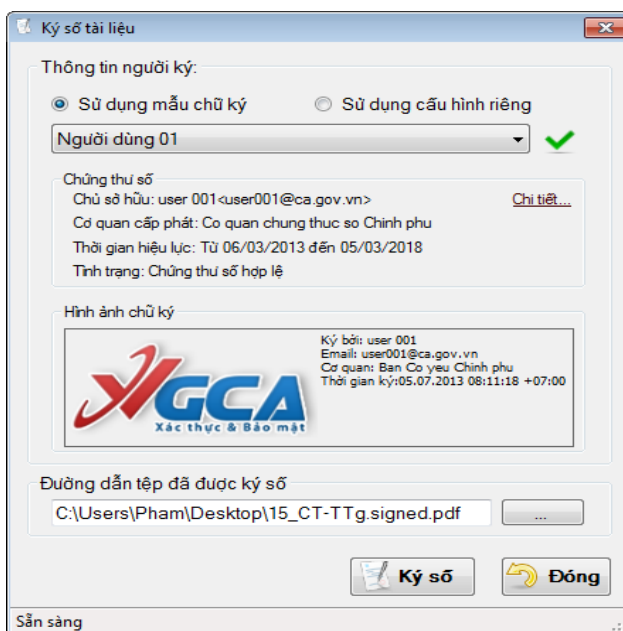 Ký số tài liệu
Thông tin người ký:
Sử dụng mẫu chữ ký
Sử dụng cấu hình riêng
Người dùng 01
Chứng thư số
Chủ sở hữu: user 001<user001@ca.gov.vn>
Chi tiết...
Cơ quan cấp phát: Co quan chung thuc so Chinh phu
Thời gian hiệu lực: Từ 06/03/2013 đến 05/03/2018
Tình trạng: Chứng thư số hợp lệ
Hình ảnh chữ ký
Ký bởi: user 001
Email: user001@ca.gov.vn
Cơ quan: Ban Co yeu Chinh phu
Thời gian ký:05.07.2013 08:11:18 +07:00
VGCA
Xác thực & Bảo mật
Đường dẫn tệp đã được ký số
C:\Users\Pham\Desktop\15_CT-TTg.signed.pdf
...
Ký số
Đóng
Sẵn sàng